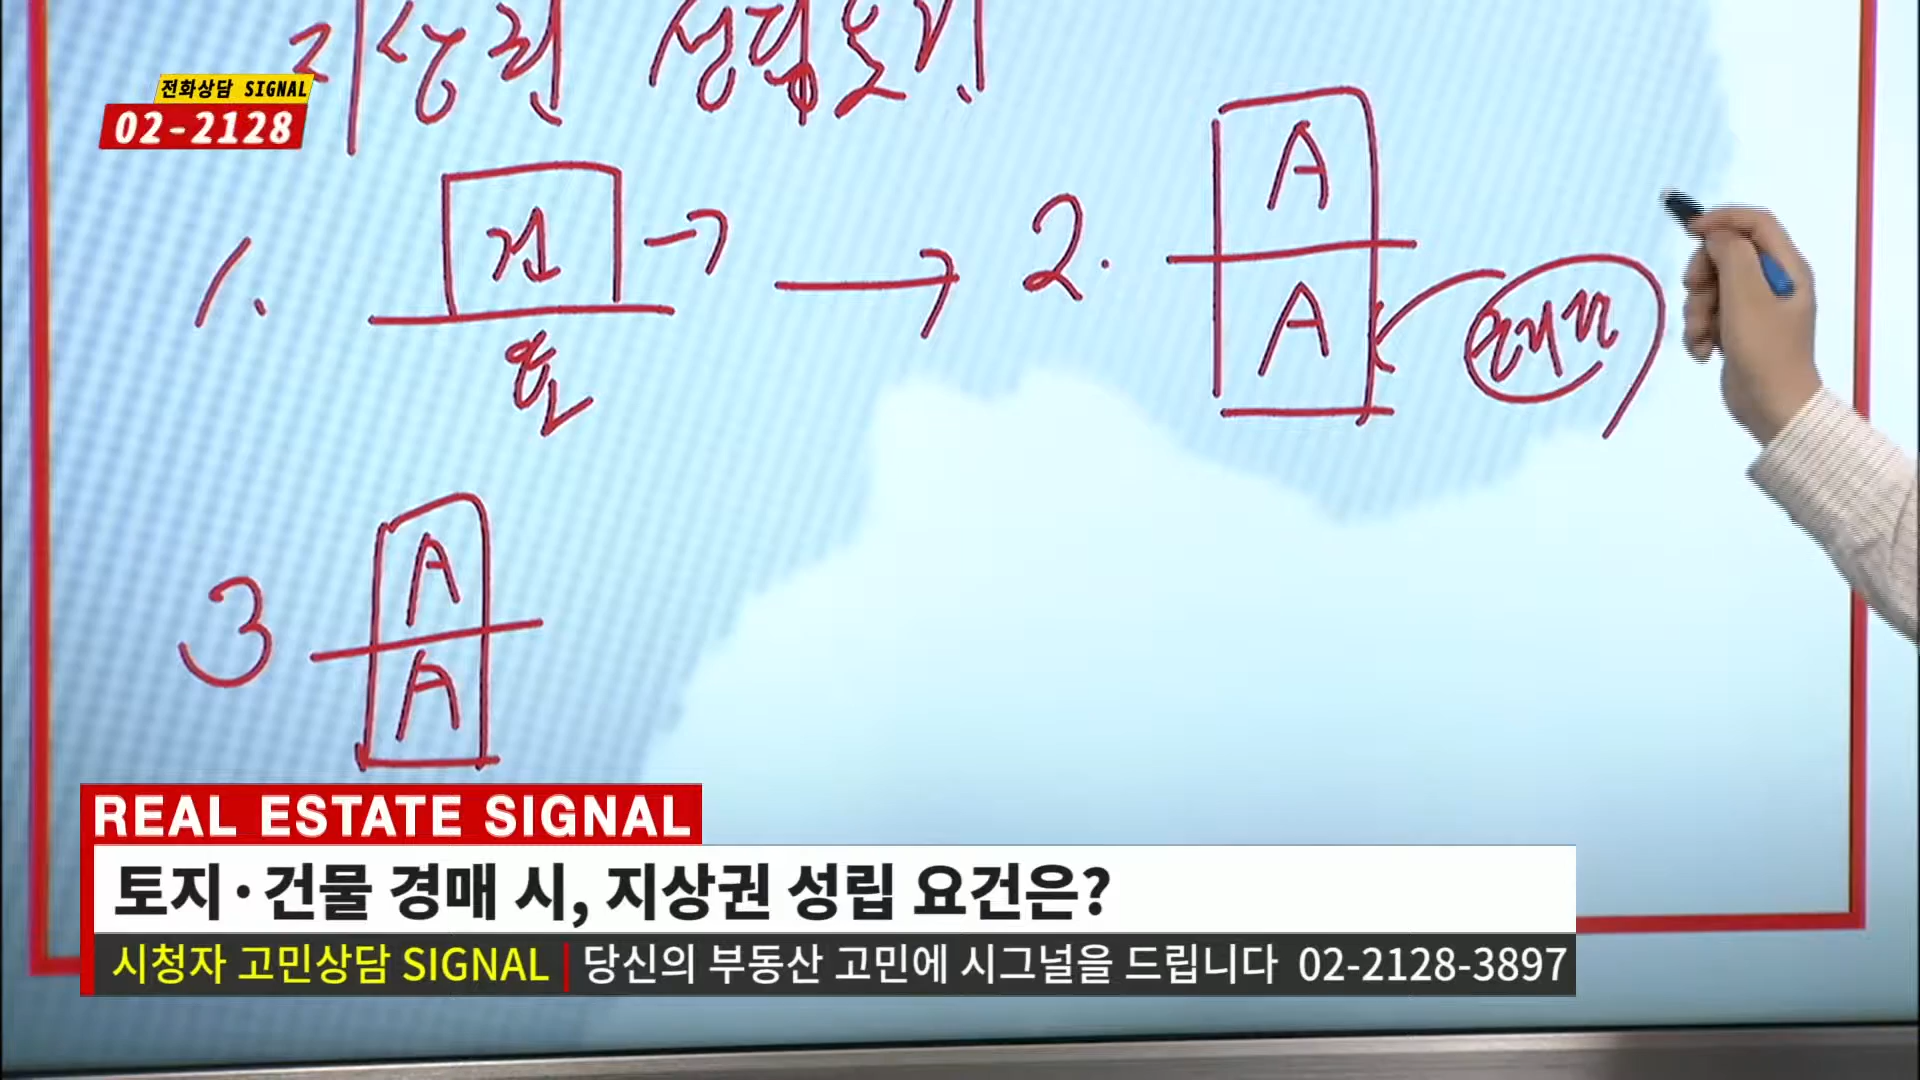 지상권 성립요건
전화상담 SIGNAL
02-2128
1. 건 →
토
→ 2. A
A
3 A
A
REAL ESTATE SIGNAL
토지·건물 경매 시, 지상권 성립 요건은?
시청자 고민상담 SIGNAL | 당신의 부동산 고민에 시그널을 드립니다 02-2128-3897